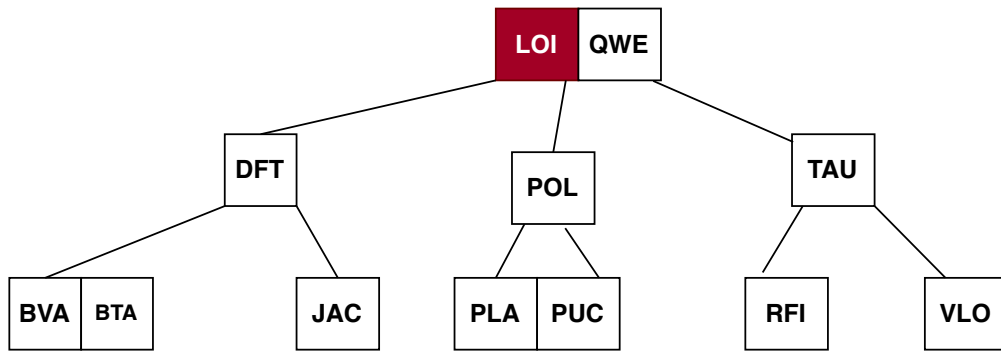 LOI QWE
DFT
POL
TAU
BVA BTA
JAC
PLA PUC
RFI
VLO